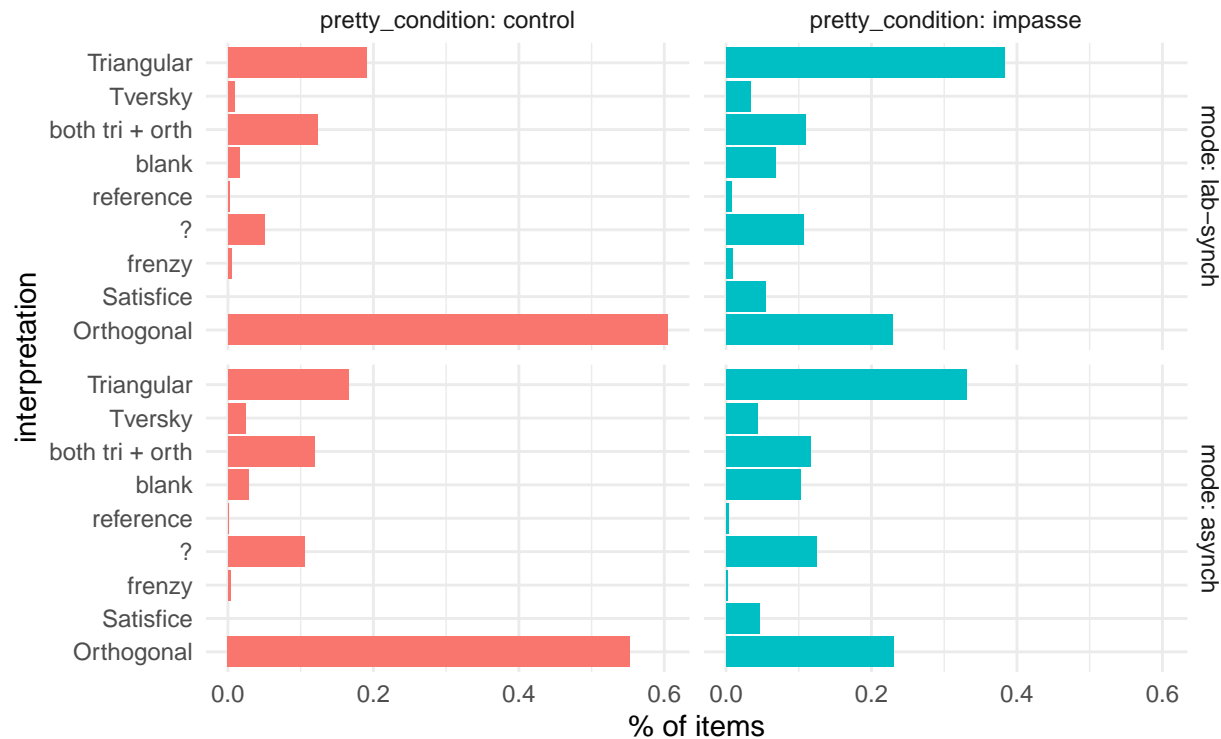 pretty_condition: control
pretty_condition: impasse
Triangular
Tversky
both tri + orth
blank
reference
?
frenzy
Satisfice
Orthogonal
mode: lab−synch
Triangular
Tversky
both tri + orth
blank
reference
?
frenzy
Satisfice
Orthogonal
mode: asynch
interpretation
0.0 0.2 0.4 0.6
0.0 0.2 0.4 0.6
% of items